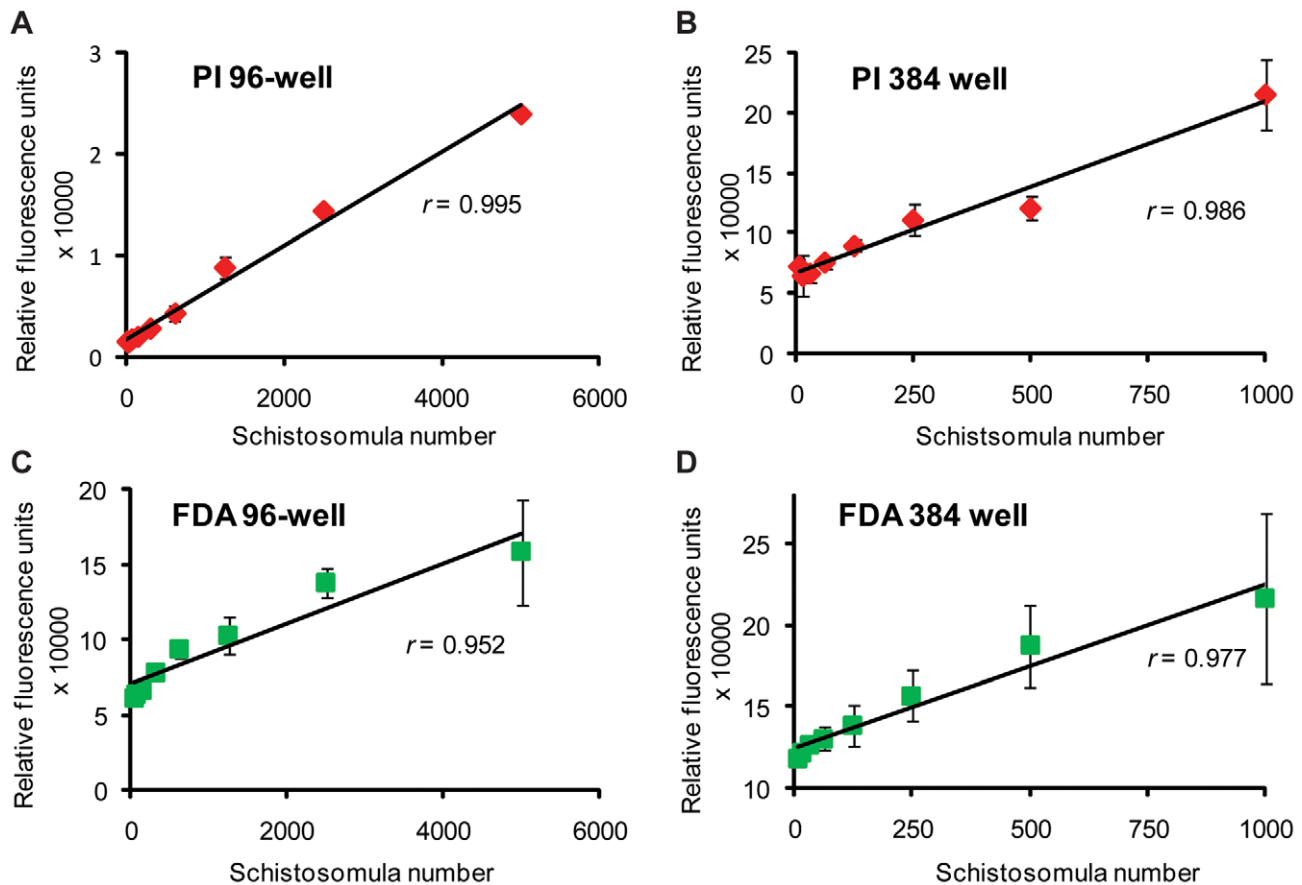 A
PI 96-well
Relative fluorescence units
x 10000
3
2
1
0
r = 0.995
0 2000 4000 6000
Schistosomula number
B
PI 384 well
Relative fluorescence units
x 10000
25
20
15
10
5
0
r = 0.986
0 250 500 750 1000
Schistsomula number
C
FDA 96-well
Relative fluorescence units
x 10000
20
15
10
5
0
r = 0.952
0 2000 4000 6000
Schistosomula number
D
FDA 384 well
Relative fluorescence units
x 10000
25
20
15
10
r = 0.977
0 250 500 750 1000
Schistosomula number